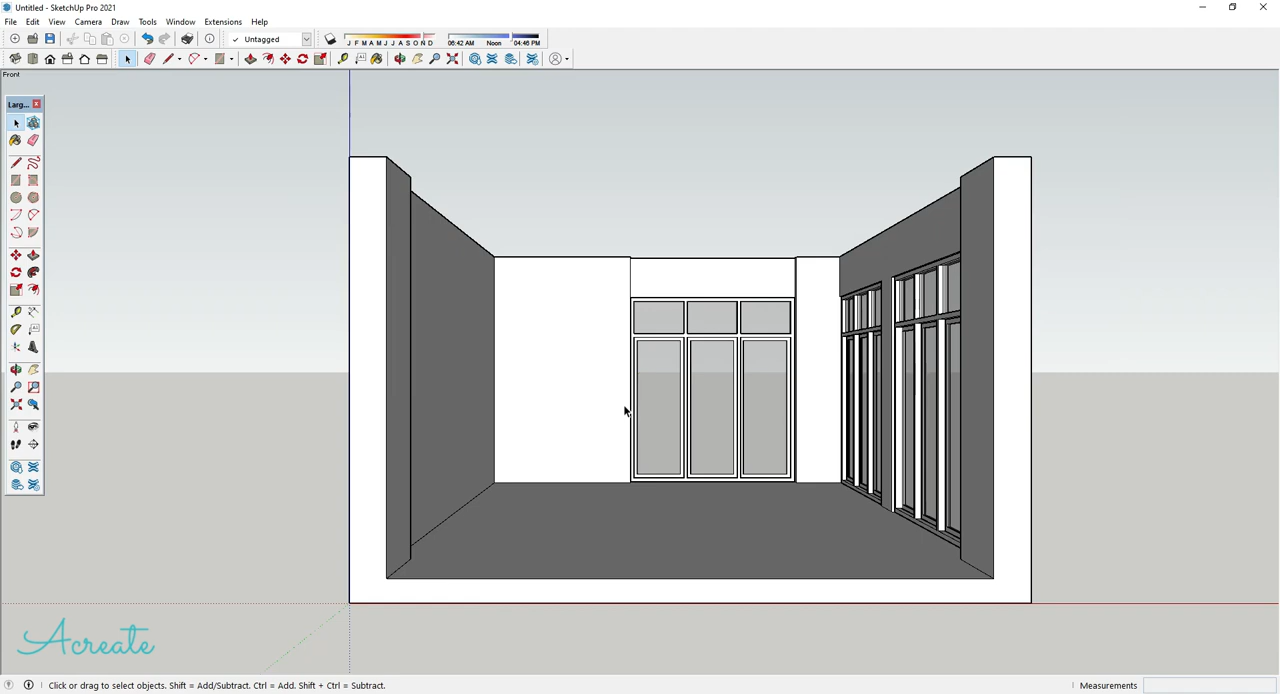 Untitled - SketchUp Pro 2021
File Edit View Camera Draw Tools Window Extensions Help
Untagged
J F M A M J J A S O N D
06:42 AM Noon 04:46 PM
Front
Larg...
Acreate
Click or drag to select objects. Shift = Add/Subtract. Ctrl = Add. Shift + Ctrl = Subtract.
Measurements